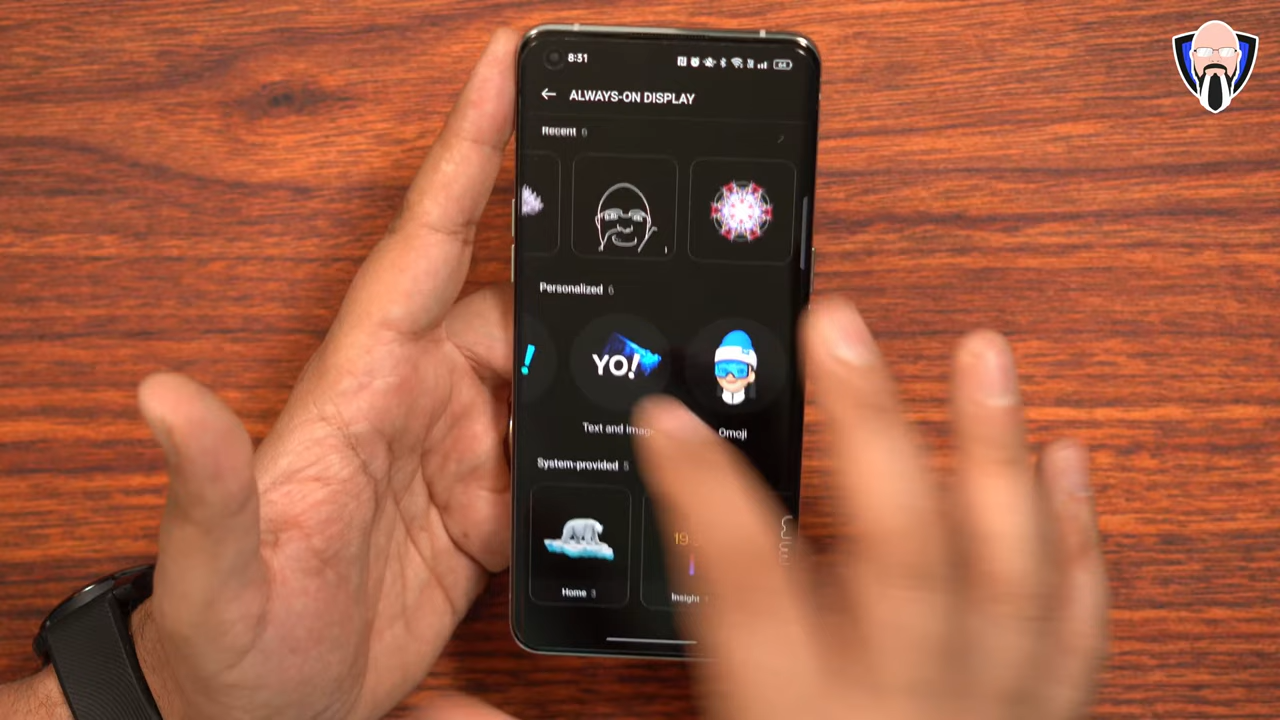 8:31
64
ALWAYS-ON DISPLAY
Recent 6
Personalized 6
!
YO!
Text and image
Omoji
System-provided 5
Home 3
Insight